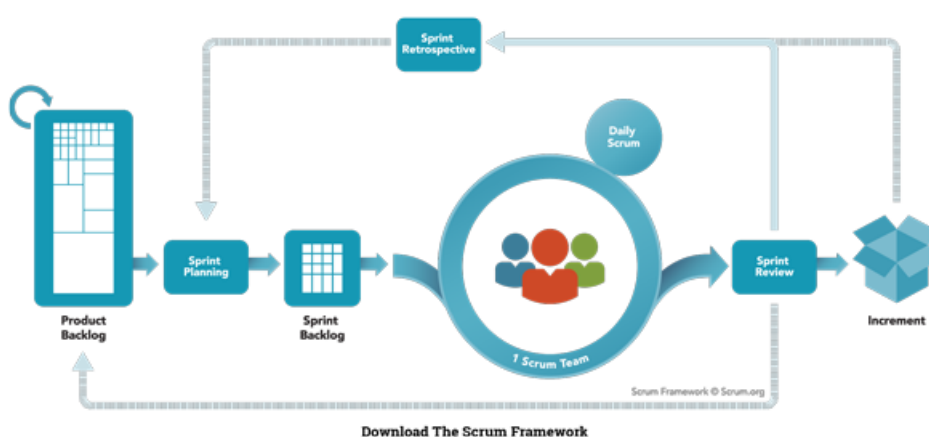 Sprint
Retrospective
Daily
Scrum
Sprint
Planning
Sprint
Review
Product
Backlog
Sprint
Backlog
1 Scrum Team
Increment
Scrum Framework © Scrum.org
Download The Scrum Framework